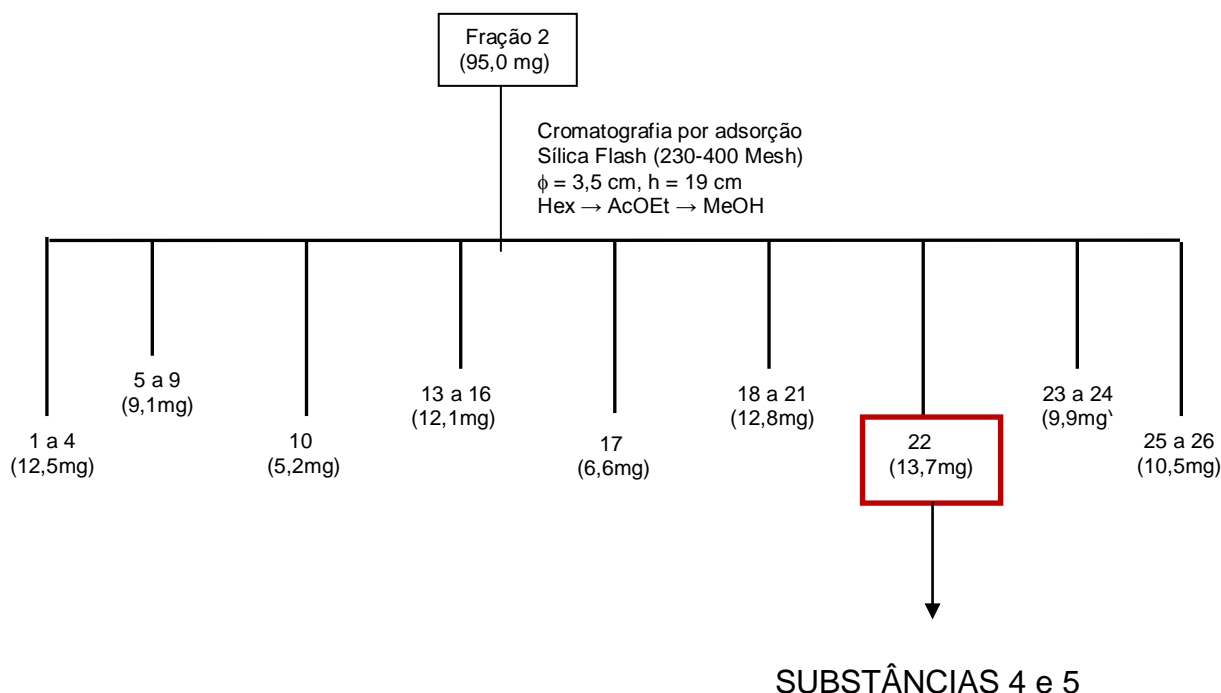 Fração 2
(95,0 mg)
Cromatografia por adsorção
Sílica Flash (230-400 Mesh)
ϕ = 3,5 cm, h = 19 cm
Hex → AcOEt → MeOH
1 a 4
(12,5mg)
5 a 9
(9,1mg)
10
(5,2mg)
13 a 16
(12,1mg)
17
(6,6mg)
18 a 21
(12,8mg)
22
(13,7mg)
23 a 24
(9,9mg)
25 a 26
(10,5mg)
SUBSTÂNCIAS 4 e 5